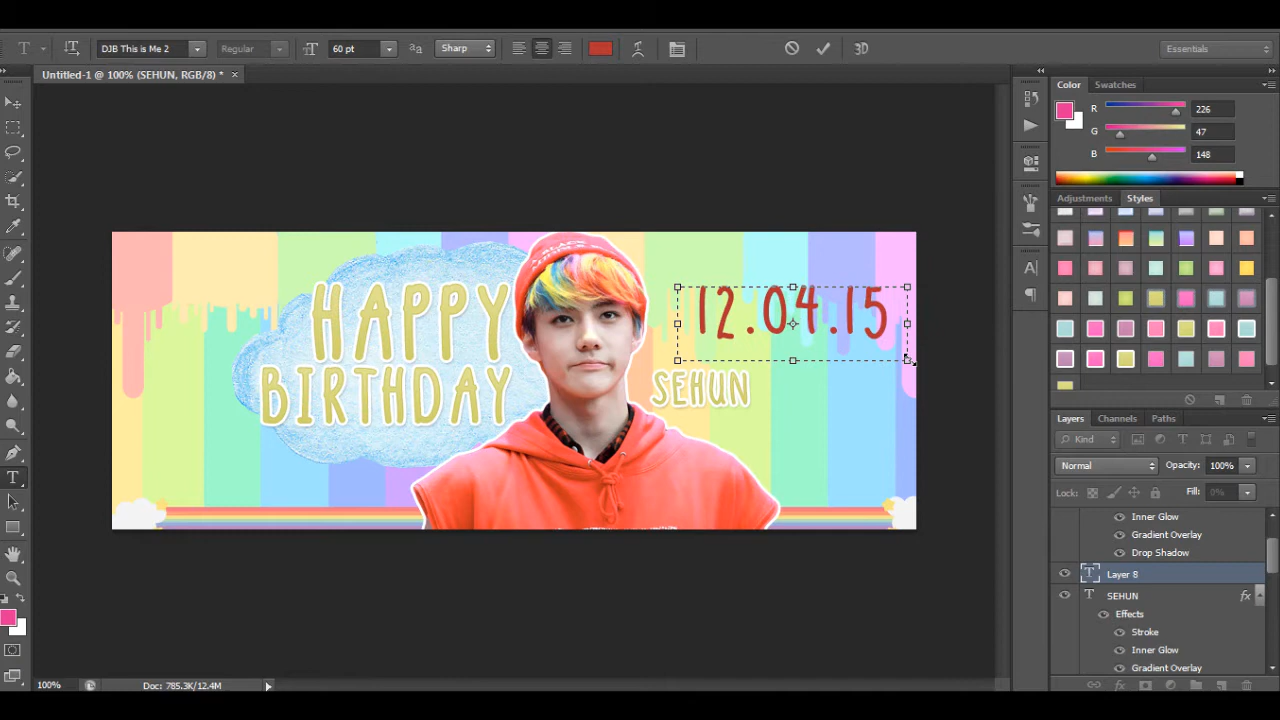 DJB This is Me 2
Regular
60 pt
Sharp
3D
Essentials
Untitled-1 @ 100% (SEHUN, RGB/8) *
Color
Swatches
R
226
G
47
B
148
Adjustments
Styles
HAPPY
BIRTHDAY
12.04.15
SEHUN
Layers
Channels
Paths
Kind
Normal
Opacity: 100%
Lock:
Fill: 0%
Inner Glow
Gradient Overlay
Drop Shadow
Layer 8
SEHUN
fx
Effects
Stroke
Inner Glow
Gradient Overlay
100%
Doc: 785.3K/12.4M